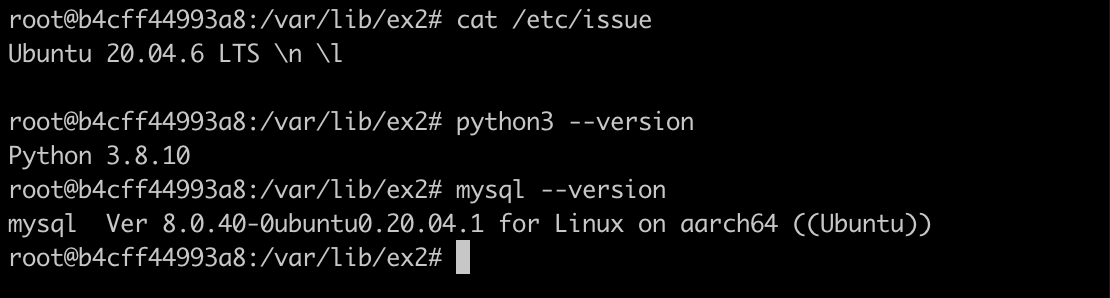 root@b4cff44993a8:/var/lib/ex2# cat /etc/issue
Ubuntu 20.04.6 LTS \n \l
root@b4cff44993a8:/var/lib/ex2# python3 --version
Python 3.8.10
root@b4cff44993a8:/var/lib/ex2# mysql --version
mysql  Ver 8.0.40-0ubuntu0.20.04.1 for Linux on aarch64 ((Ubuntu))
root@b4cff44993a8:/var/lib/ex2#